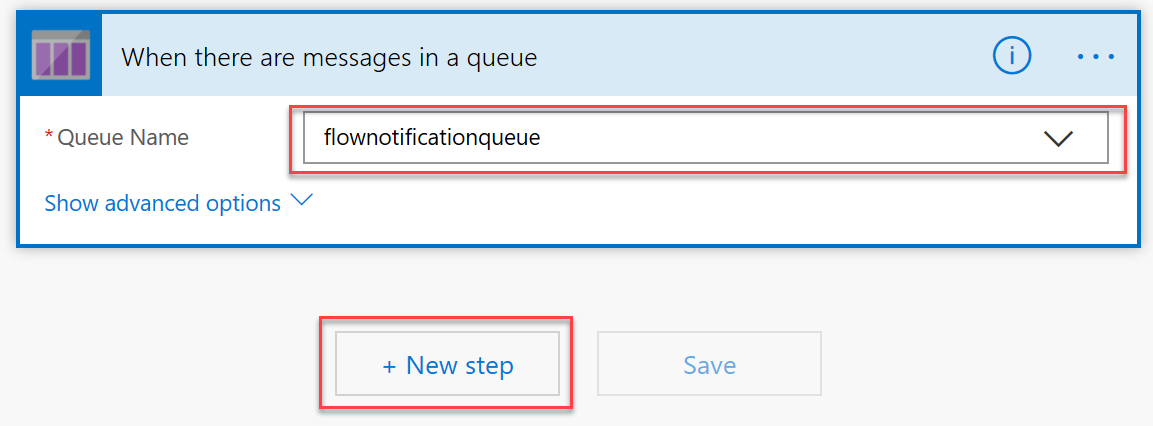 When there are messages in a queue
* Queue Name
flownotificationqueue
Show advanced options
+ New step
Save